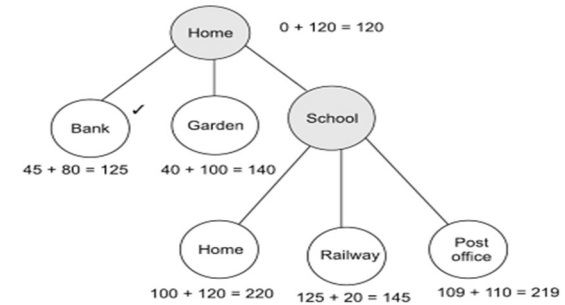 Home
0 + 120 = 120
Bank
✓
Garden
School
45 + 80 = 125
40 + 100 = 140
Home
Railway
Post
office
100 + 120 = 220
125 + 20 = 145
109 + 110 = 219